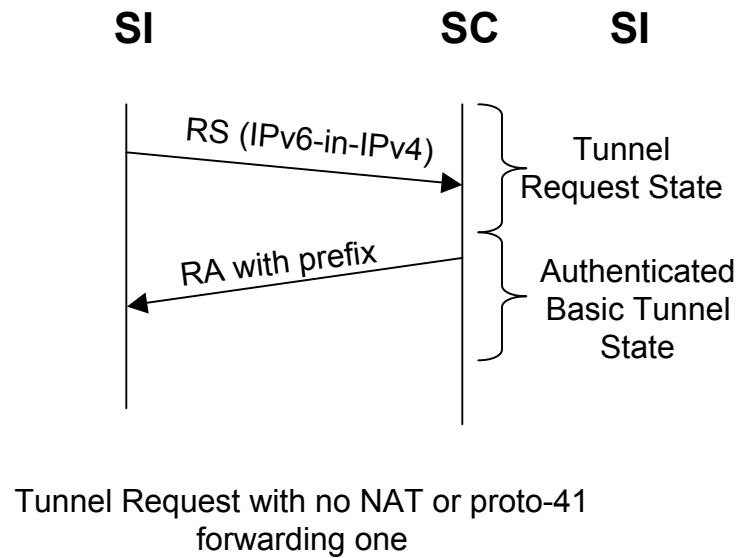 SI
SC
SI
RS (IPv6-in-IPv4)
Tunnel
Request State
RA with prefix
Authenticated
Basic Tunnel
State
Tunnel Request with no NAT or proto-41
forwarding one